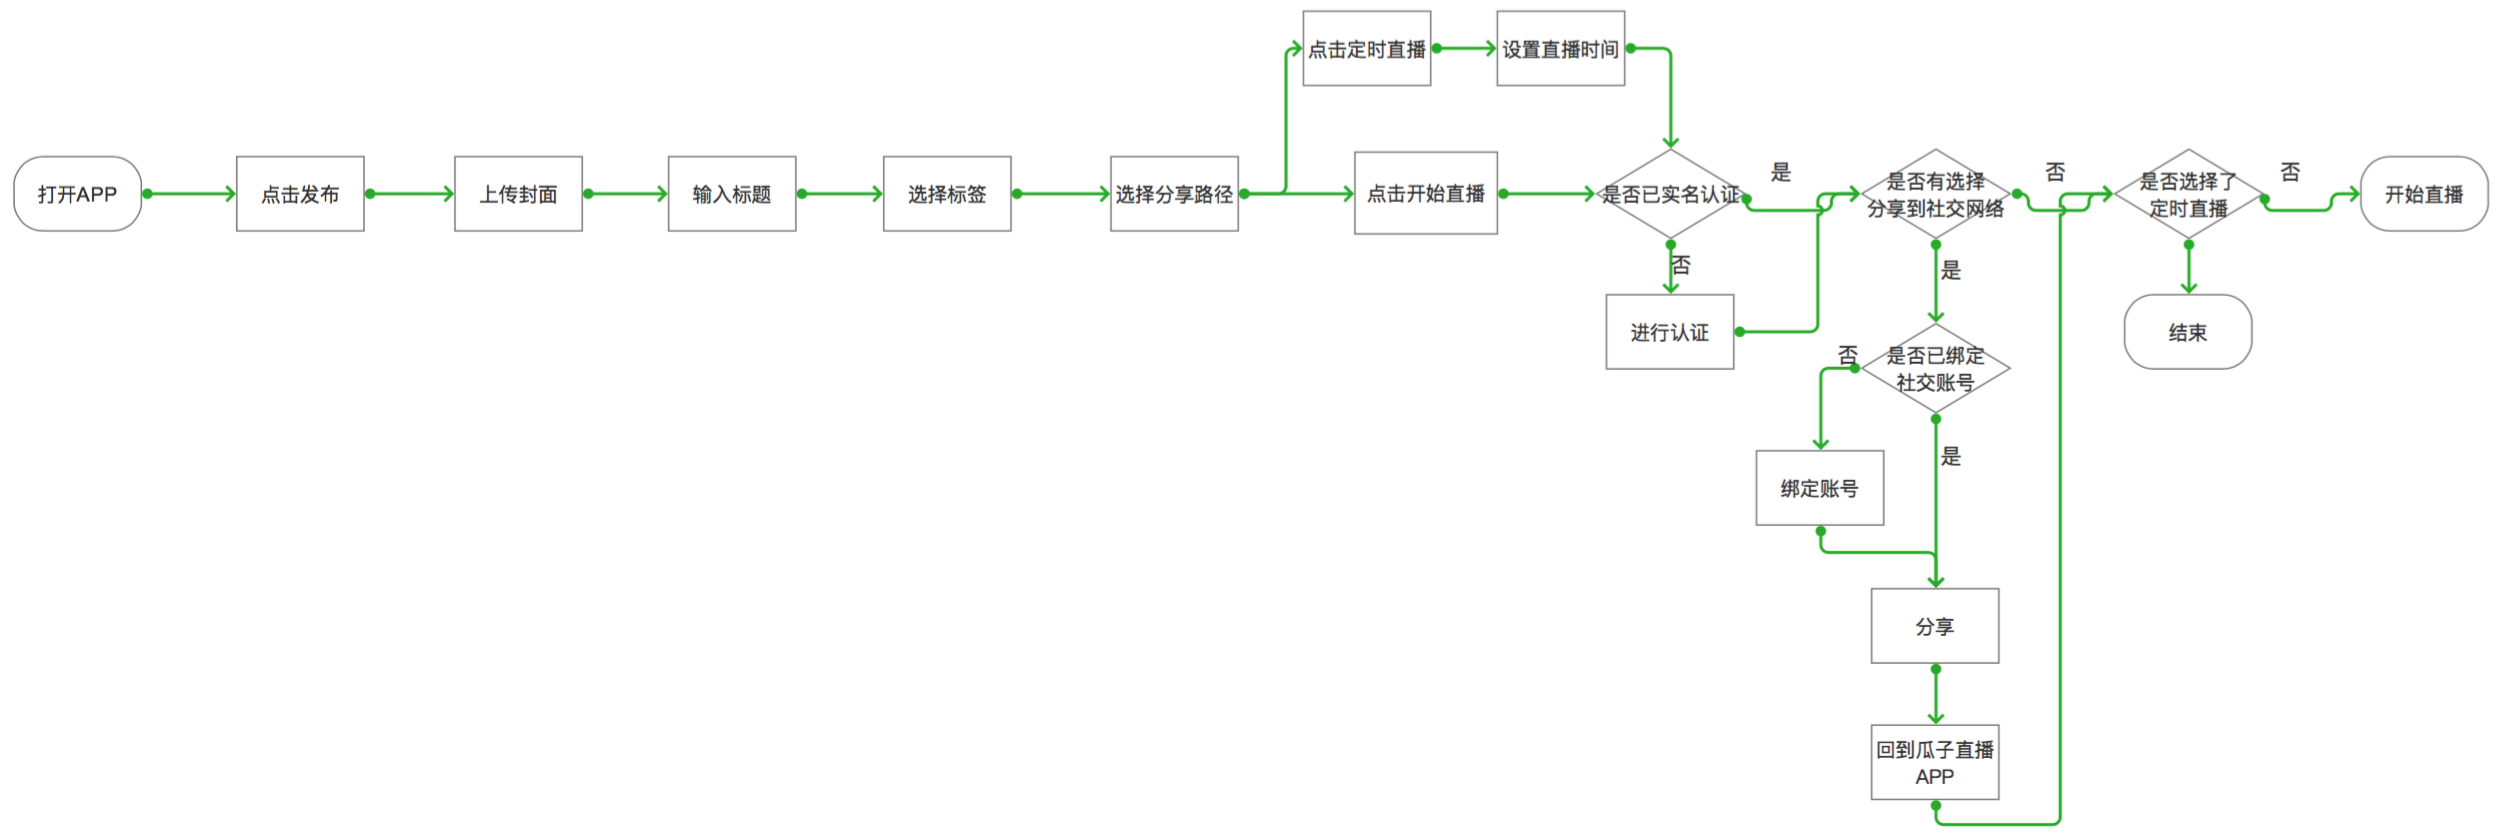 点击定时直播
设置直播时间
打开APP
点击发布
上传封面
输入标题
选择标签
选择分享路径
点击开始直播
是否已实名认证
是
是否有选择
分享到社交网络
否
是否选择了
定时直播
否
开始直播
否
是
进行认证
结束
否
是否已绑定
社交账号
是
绑定账号
分享
回到瓜子直播
APP